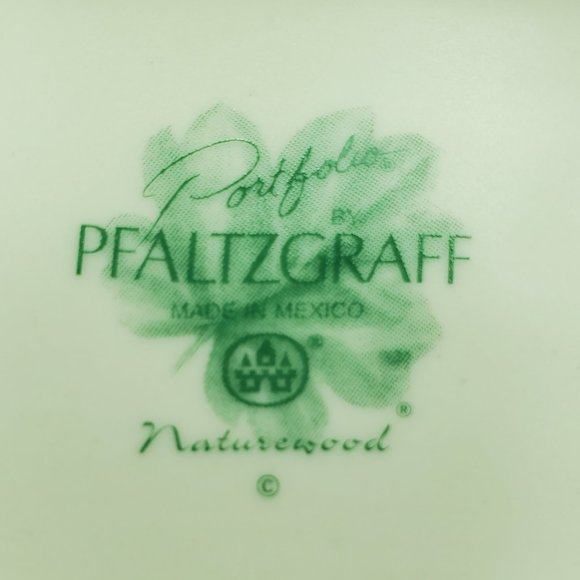 Portfolio
BY
PFALTZGRAFF
MADE IN MEXICO
®
®
Naturewood
©